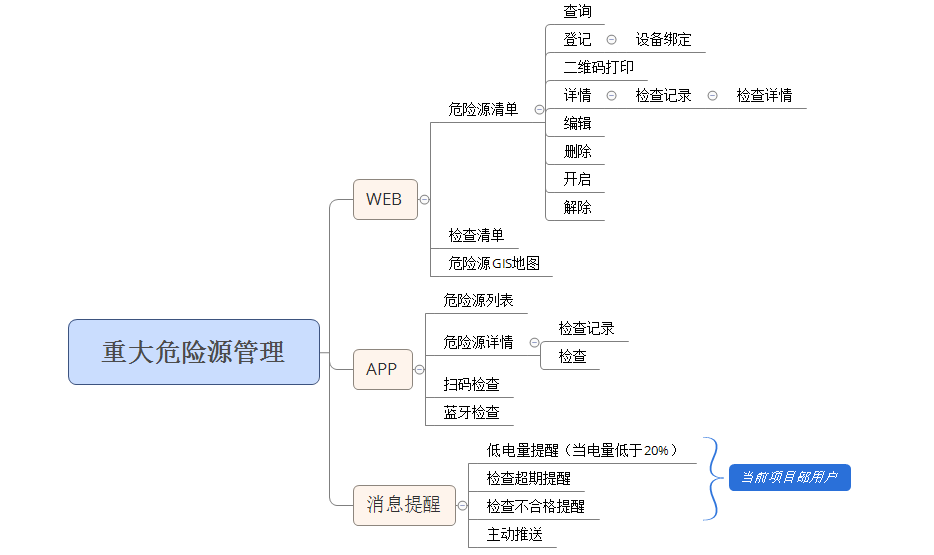 重大危险源管理
WEB
危险源清单
查询
登记
设备绑定
二维码打印
详情
检查记录
检查详情
编辑
删除
开启
解除
检查清单
危险源GIS地图
APP
危险源列表
危险源详情
检查记录
检查
扫码检查
蓝牙检查
消息提醒
低电量提醒（当电量低于20%）
检查超期提醒
检查不合格提醒
主动推送
当前项目部用户